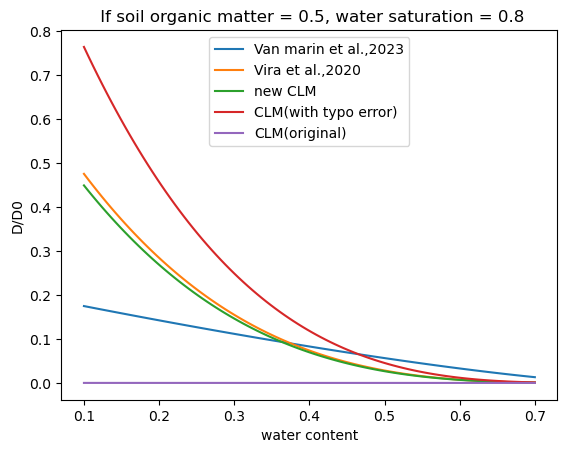 If soil organic matter = 0.5, water saturation = 0.8
0.8
0.7
0.6
0.5
0.4
0.3
0.2
0.1
0.0
D/D0
Van marin et al.,2023
Vira et al.,2020
new CLM
CLM(with typo error)
CLM(original)
0.1 0.2 0.3 0.4 0.5 0.6 0.7
water content